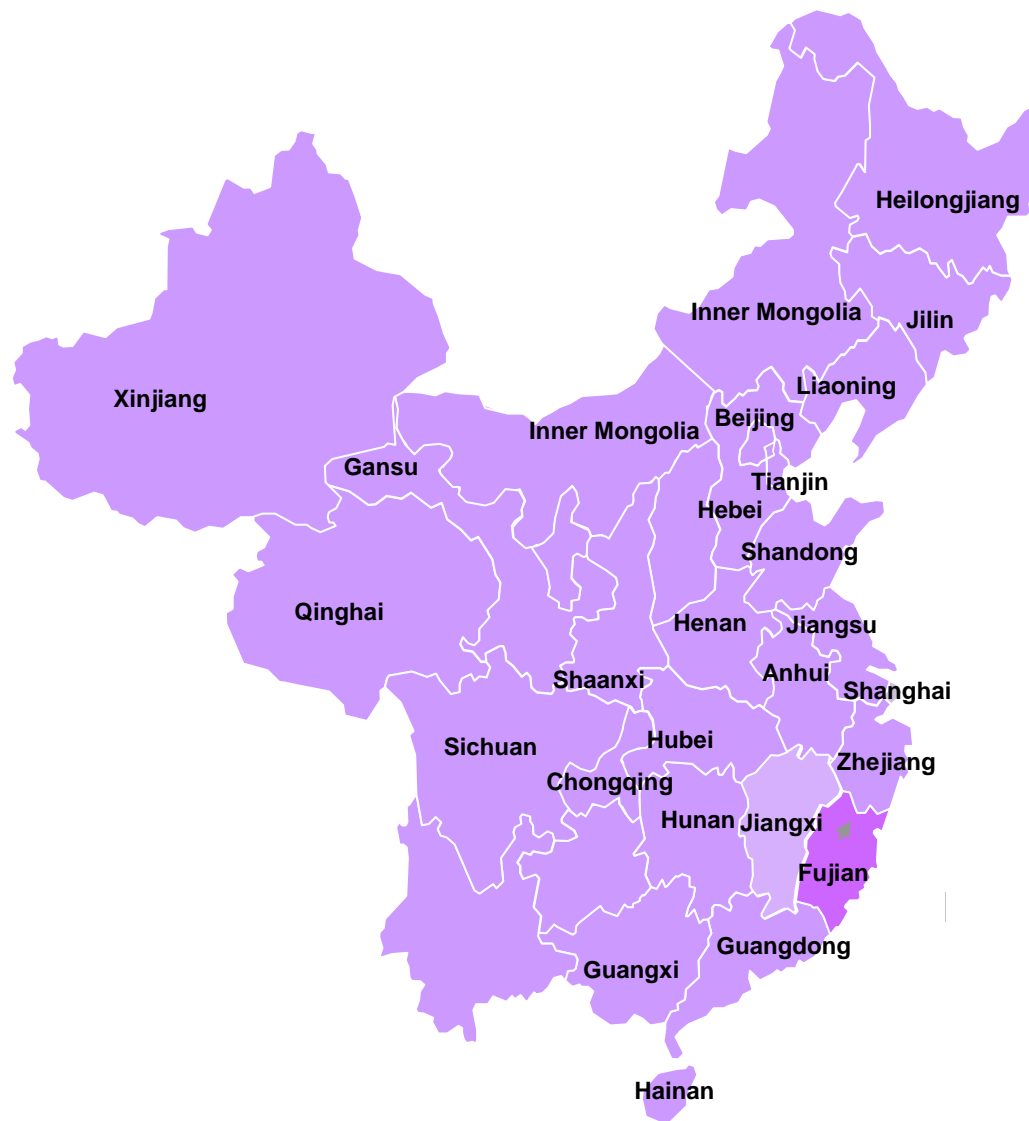 Heilongjiang
Inner Mongolia
Jilin
Liaoning
Xinjiang
Beijing
Inner Mongolia
Gansu
Tianjin
Hebei
Shandong
Qinghai
Henan
Jiangsu
Anhui
Shaanxi
Shanghai
Hubei
Sichuan
Zhejiang
Chongqing
Hunan
Jiangxi
Fujian
Guangdong
Guangxi
Hainan